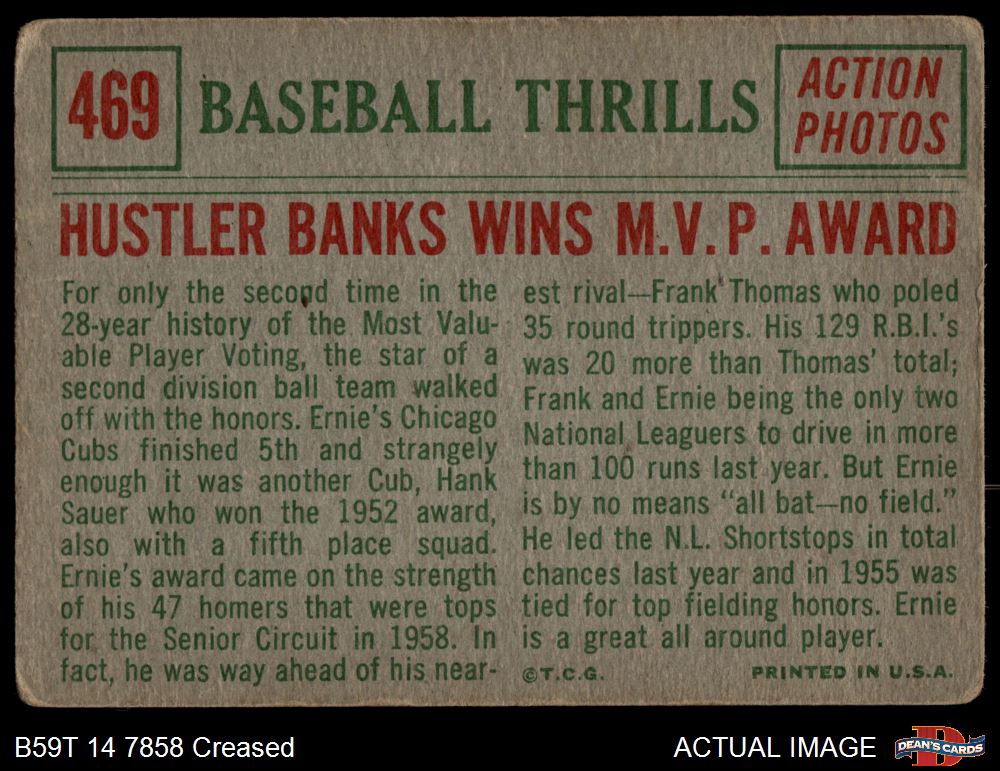 469
BASEBALL THRILLS
ACTION
PHOTOS
HUSTLER BANKS WINS M.V.P. AWARD
For only the second time in the
28-year history of the Most Valu-
able Player Voting, the star of a
second division ball team walked
off with the honors. Ernie's Chicago
Cubs finished 5th and strangely
enough it was another Cub, Hank
Sauer who won the 1952 award,
also with a fifth place squad.
Ernie's award came on the strength
of his 47 homers that were tops
for the Senior Circuit in 1958. In
fact, he was way ahead of his near-
est rival—Frank Thomas who poled
35 round trippers. His 129 R.B.I.'s
was 20 more than Thomas' total;
Frank and Ernie being the only two
National Leaguers to drive in more
than 100 runs last year. But Ernie
is by no means "all bat—no field."
He led the N.L. Shortstops in total
chances last year and in 1955 was
tied for top fielding honors. Ernie
is a great all around player.
©T.C.G.
PRINTED IN U.S.A.
B59T 14 7858 Creased
ACTUAL IMAGE
DEAN'S CARDS